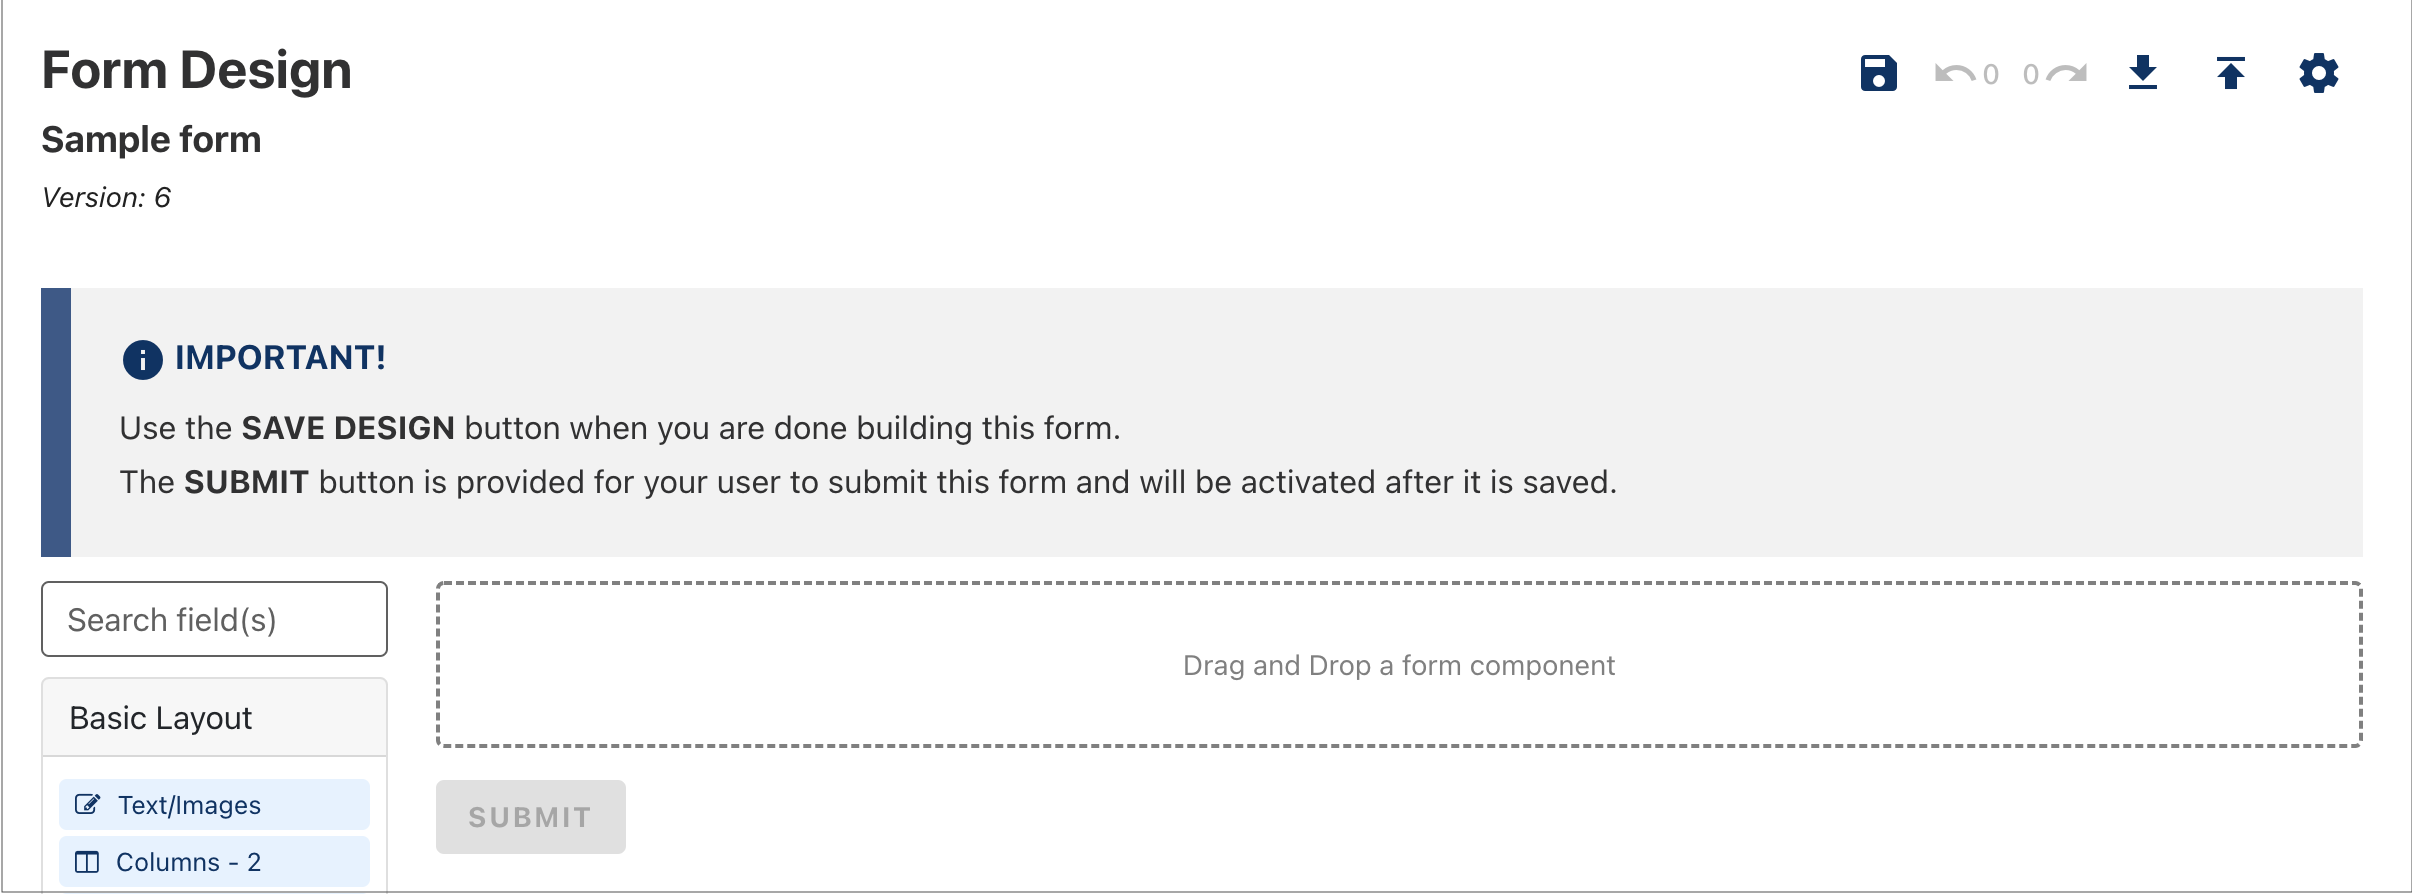 Form Design
0 0
Sample form
Version: 6
IMPORTANT!
Use the SAVE DESIGN button when you are done building this form.
The SUBMIT button is provided for your user to submit this form and will be activated after it is saved.
Search field(s)
Drag and Drop a form component
Basic Layout
Text/Images
Columns - 2
SUBMIT